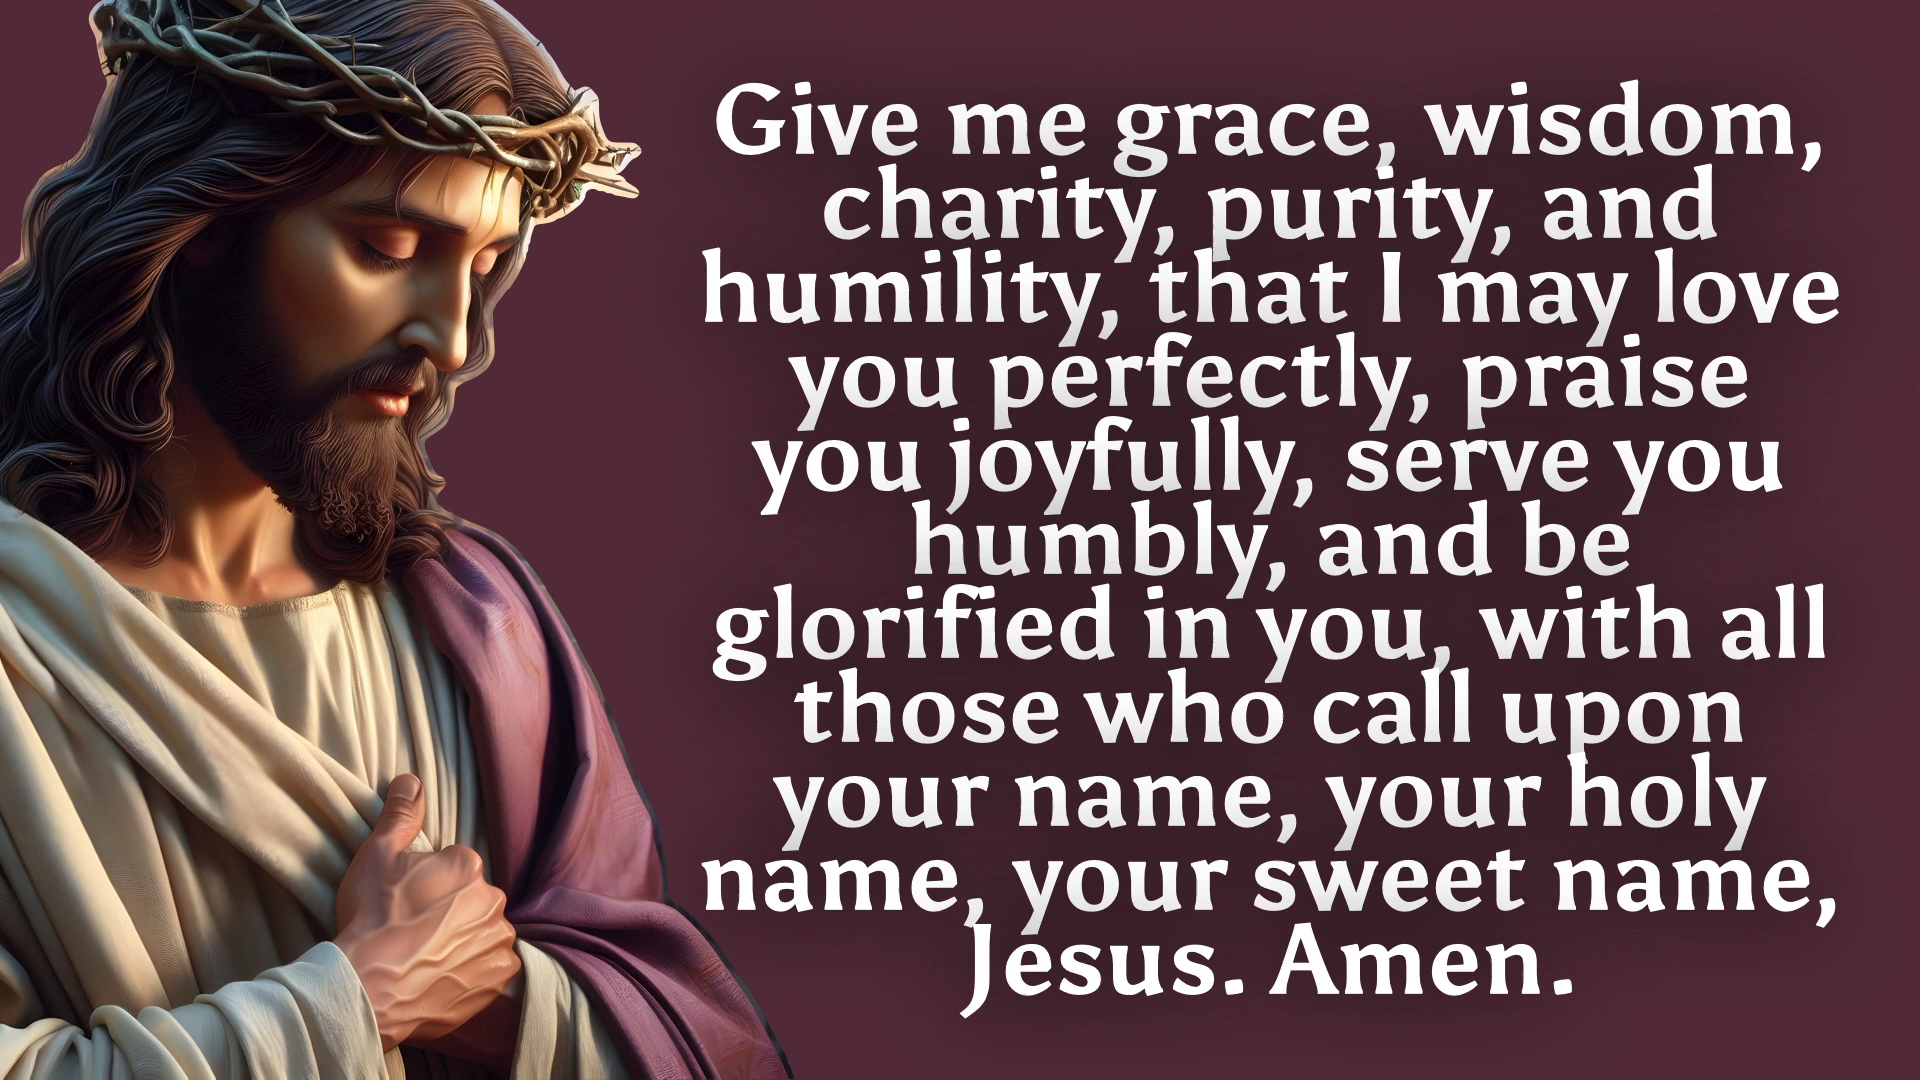 Give me grace, wisdom,
charity, purity, and
humility, that I may love
you perfectly, praise
you joyfully, serve you
humbly, and be
glorified in you, with all
those who call upon
your name, your holy
name, your sweet name,
Jesus. Amen.